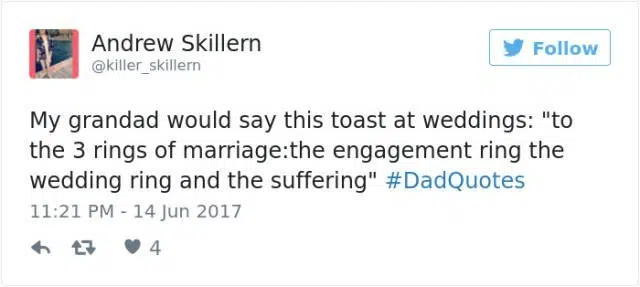 Andrew Skillern
@killer_skillern
Follow
My grandad would say this toast at weddings: "to
the 3 rings of marriage:the engagement ring the
wedding ring and the suffering" #DadQuotes
11:21 PM - 14 Jun 2017
4